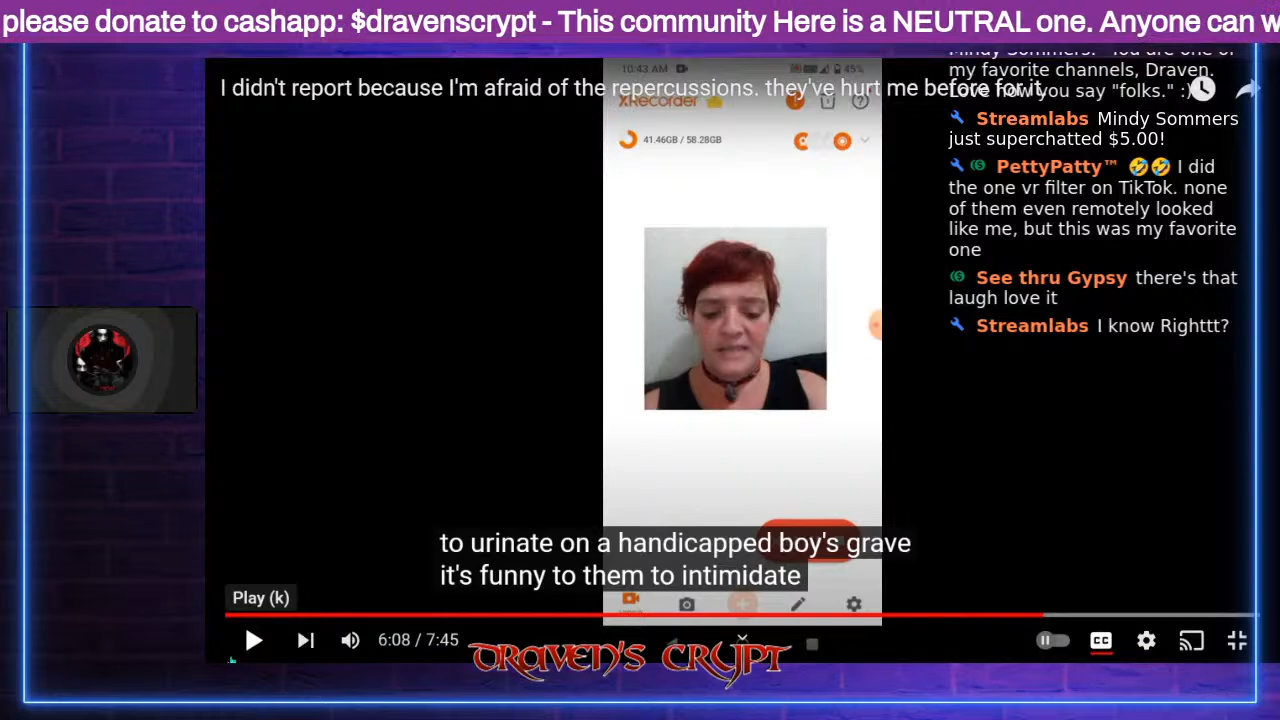 please donate to cashapp: $dravenscrypt - This community Here is a NEUTRAL one. Anyone can w
10:43 AM
45%
I didn't report because I'm afraid of the repercussions. they've hurt me before for it
XRecorder
41.46GB / 58.28GB
Mindy Sommers: "You are one of
my favorite channels, Draven.
Love how you say "folks." :)
Streamlabs Mindy Sommers
just superchatted $5.00!
PettyPatty™ 🤣🤣 I did
the one vr filter on TikTok. none
of them even remotely looked
like me, but this was my favorite
one
See thru Gypsy there's that
laugh love it
Streamlabs I know Righttt?
to urinate on a handicapped boy's grave
it's funny to them to intimidate
Play (k)
6:08 / 7:45
CC
DRAVEN'S CRYPT